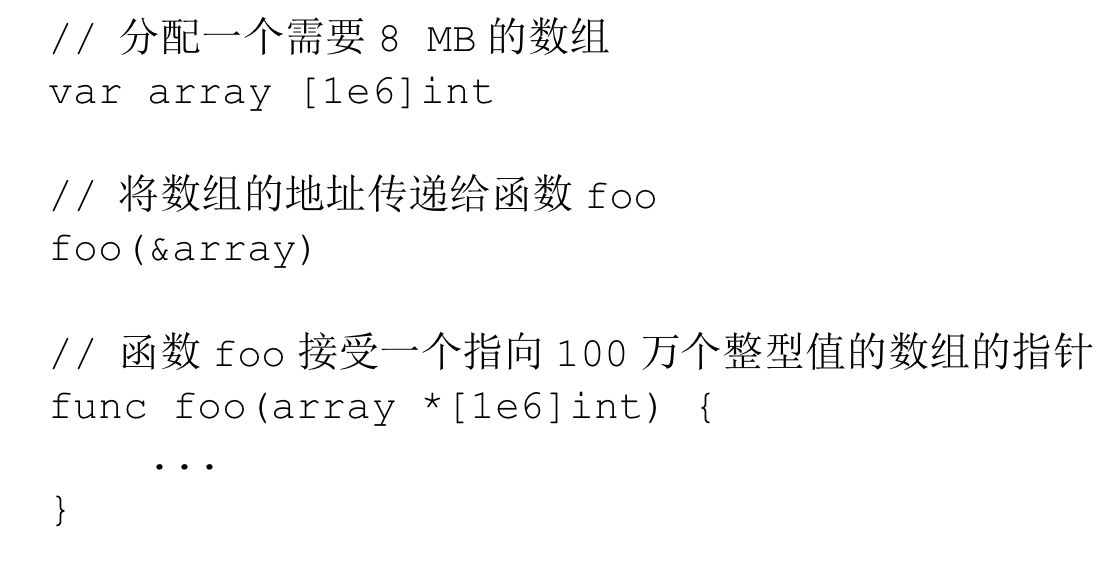 // 分配一个需要 8 MB 的数组
var array [1e6]int
// 将数组的地址传递给函数 foo
foo(&array)
// 函数 foo 接受一个指向 100 万个整型值的数组的指针
func foo(array *[1e6]int) {
    ...
}